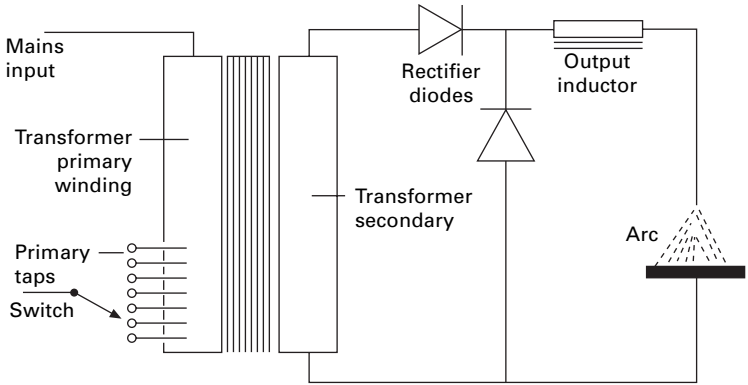 Mains
input
Transformer
primary
winding
Primary
taps
Switch
Rectifier
diodes
Output
inductor
Transformer
secondary
Arc